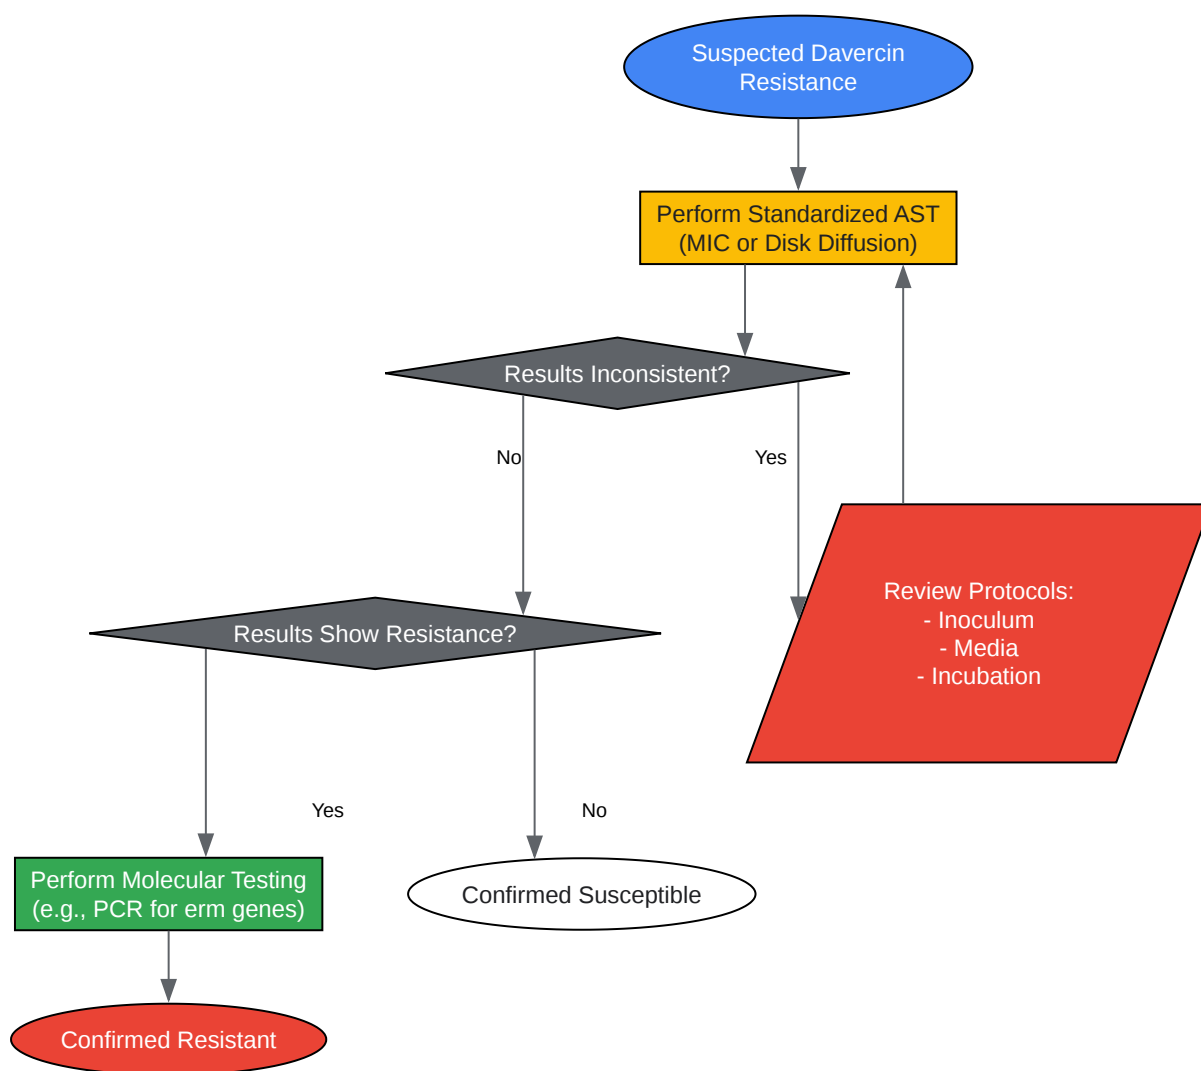 Suspected Davercin
Resistance
Perform Standardized AST
(MIC or Disk Diffusion)
Results Inconsistent?
No
Yes
Review Protocols:
- Inoculum
- Media
- Incubation
Results Show Resistance?
Yes
No
Perform Molecular Testing
(e.g., PCR for erm genes)
Confirmed Susceptible
Confirmed Resistant